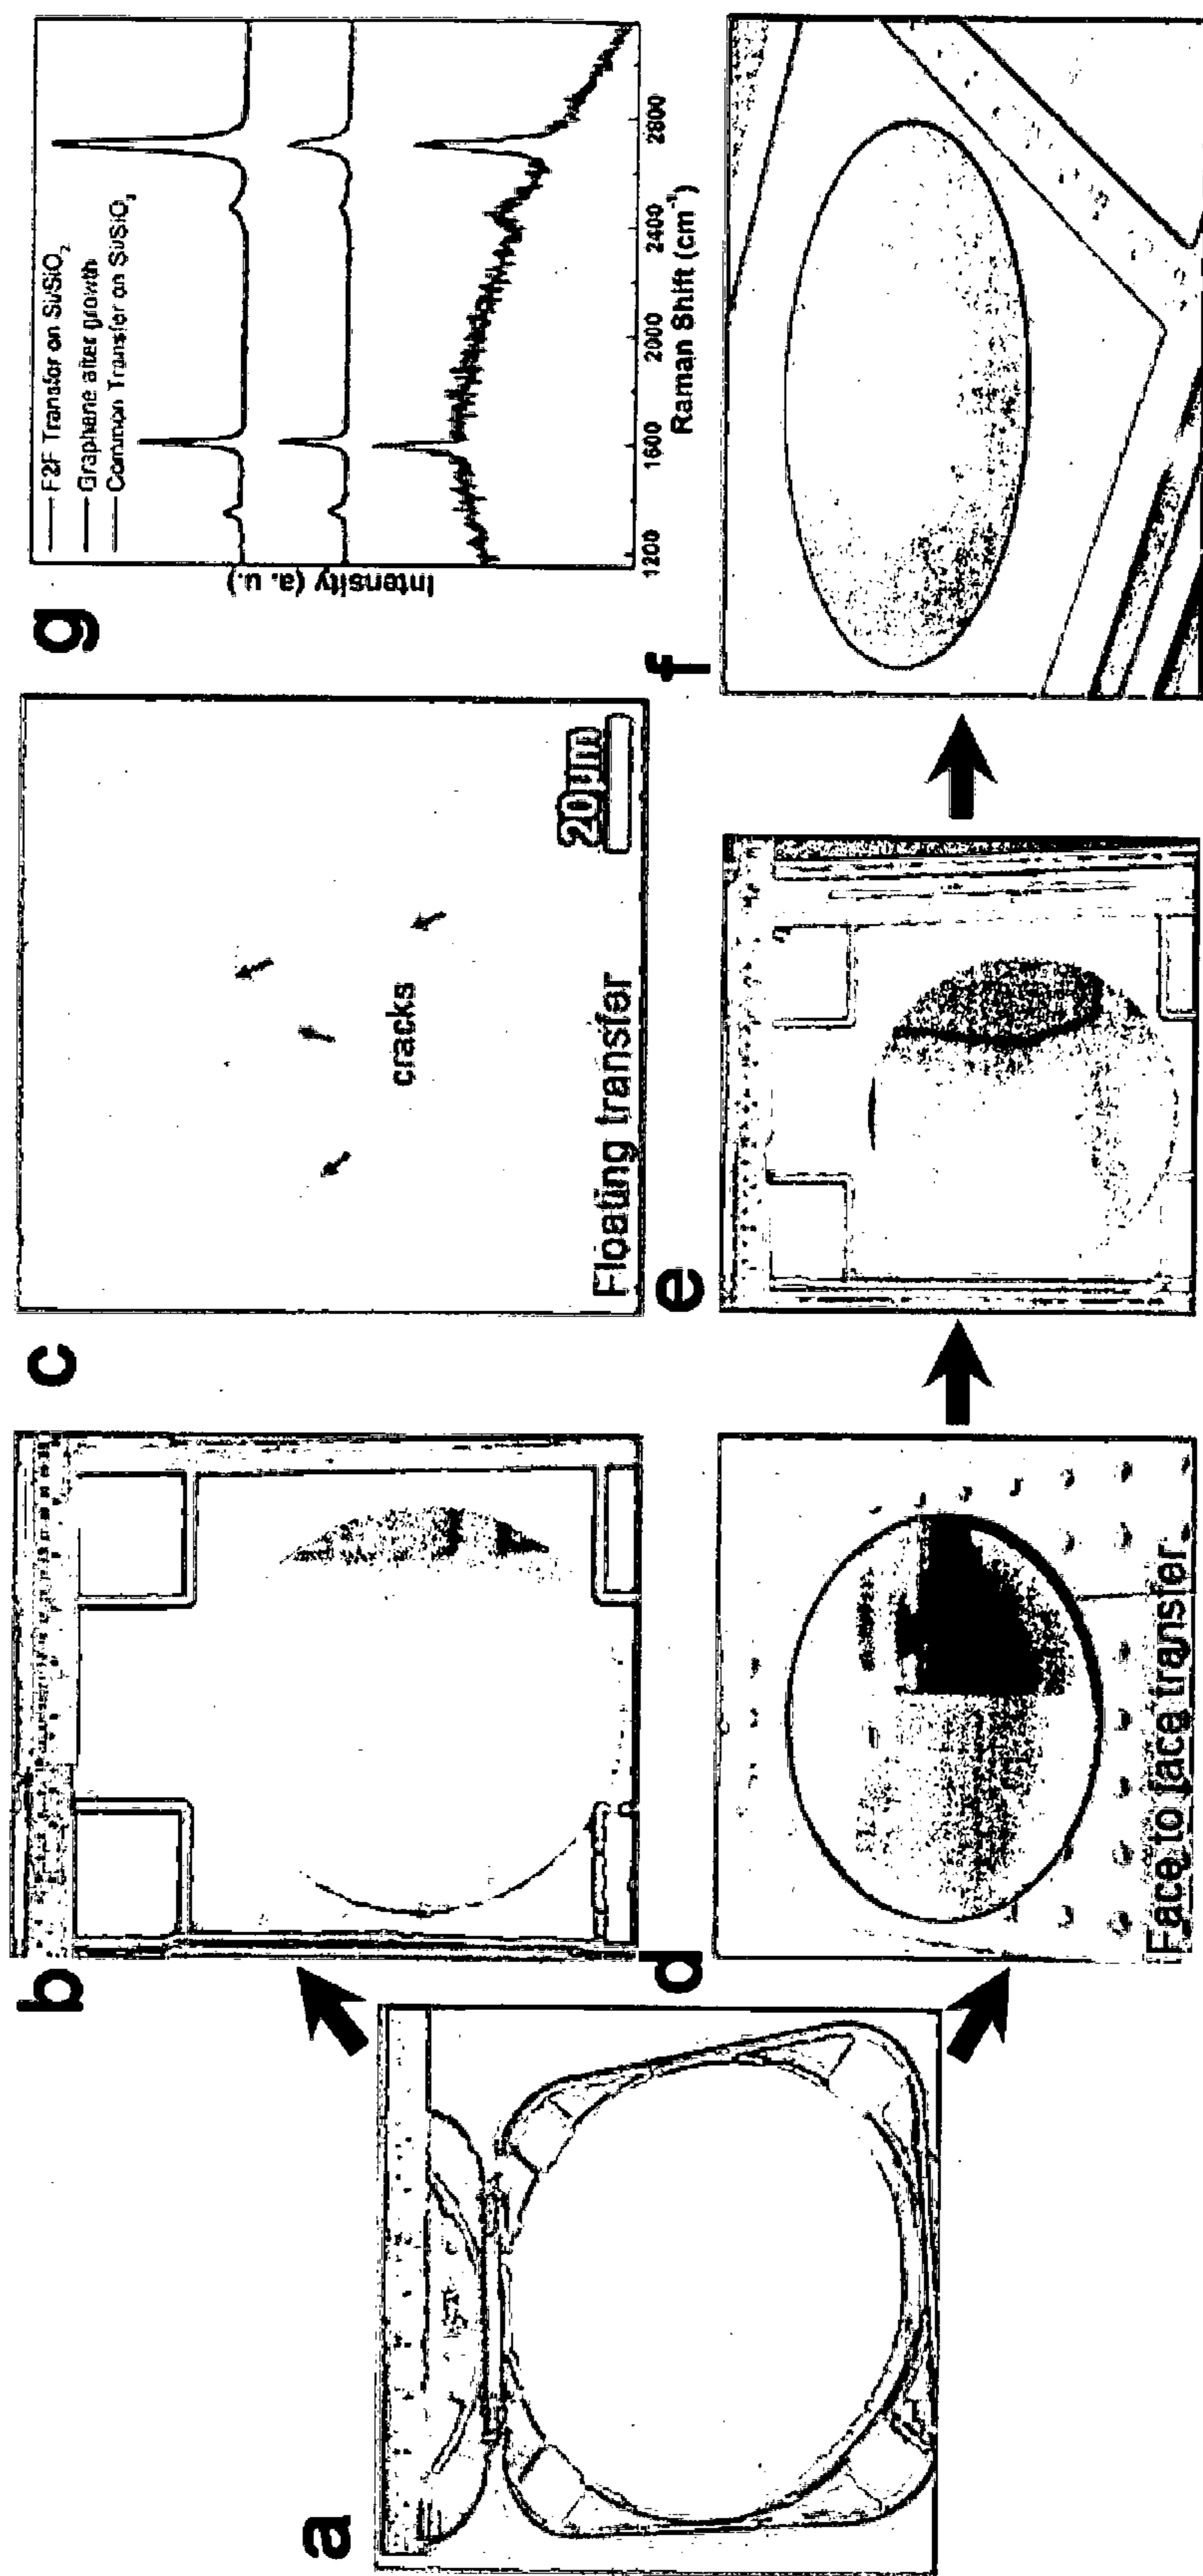 a
b
c
cracks
20μm
Floating transfer
g
F2F Transfer on Si/SiO2
Graphene after growth
Common Transfer on Si/SiO2
Intensity (a. u.)
1200 1600 2000 2400 2800
Raman Shift (cm-1)
d
Face to face transfer
e
f